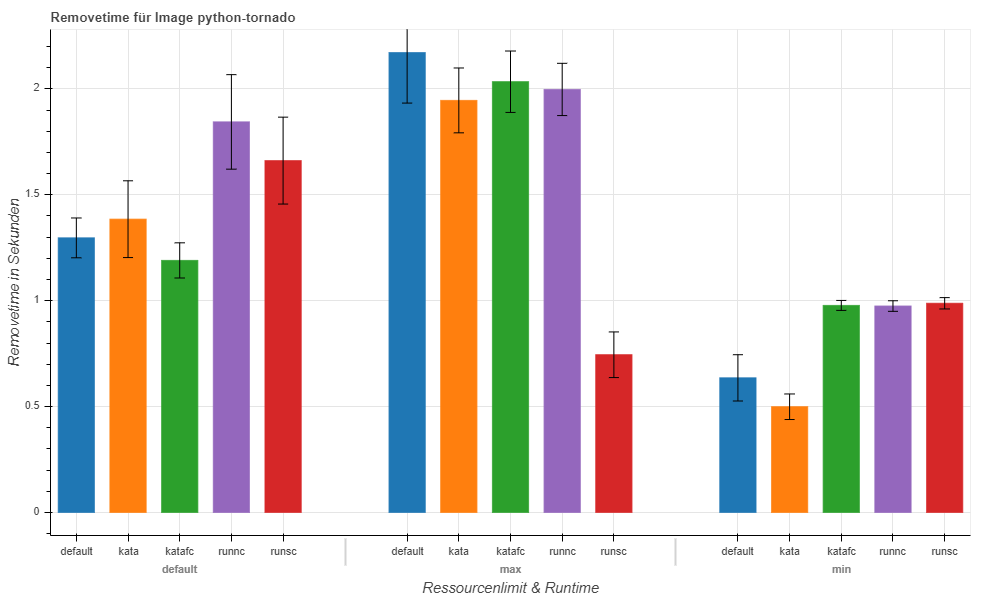 Removetime für Image python-tornado
Removetime in Sekunden
2
1.5
1
0.5
0
default kata katafc runnc runsc default kata katafc runnc runsc default kata katafc runnc runsc
default max min
Ressourcenlimit & Runtime